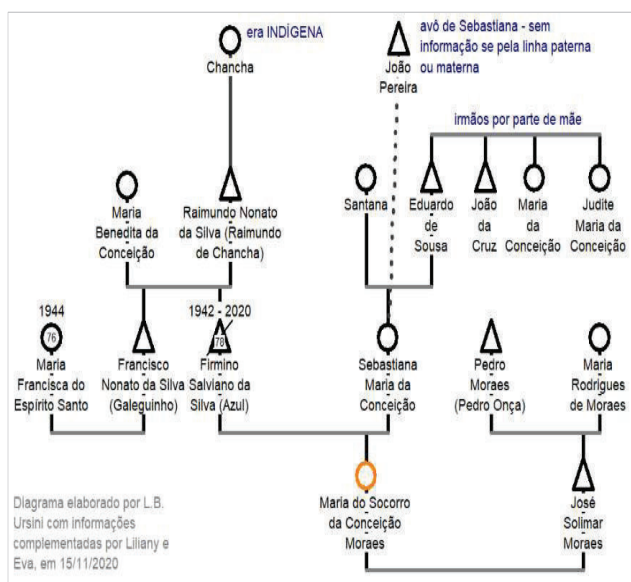 era INDÍGENA
Chancha
avô de Sebastiana - sem
informação se pela linha paterna
ou materna
João
Pereira
irmãos por parte de mãe
Maria
Benedita da
Conceição
Raimundo Nonato
da Silva (Raimundo
de Chancha)
Santana
Eduardo
de
Sousa
João
da
Cruz
Maria
da
Conceição
Judite
Maria da
Conceição
1944
76
Maria
Francisca do
Espírito Santo
Francisco
Nonato da Silva
(Galeguinho)
1942 - 2020
78
Firmino
Salviano da
Silva (Azul)
Sebastiana
Maria da
Conceição
Pedro
Moraes
(Pedro Onça)
Maria
Rodrigues
de Moraes
Maria do Socorro
da Conceição
Moraes
José
Solimar
Moraes
Diagrama elaborado por L.B.
Ursini com informações
complementadas por Liliany e
Eva, em 15/11/2020